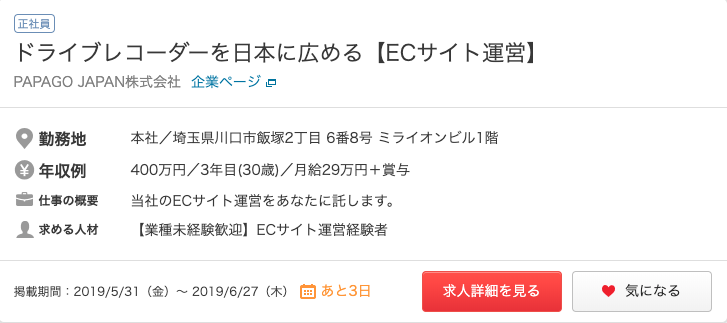 正社員
ドライブレコーダーを日本に広める【ECサイト運営】
PAPAGO JAPAN株式会社 企業ページ
勤務地 本社／埼玉県川口市飯塚2丁目 6番8号 ミライオンビル1階
年収例 400万円／3年目(30歳)／月給29万円＋賞与
仕事の概要 当社のECサイト運営をあなたに託します。
求める人材 【業種未経験歓迎】ECサイト運営経験者
掲載期間：2019/5/31（金）～ 2019/6/27（木） あと3日 求人詳細を見る 気になる